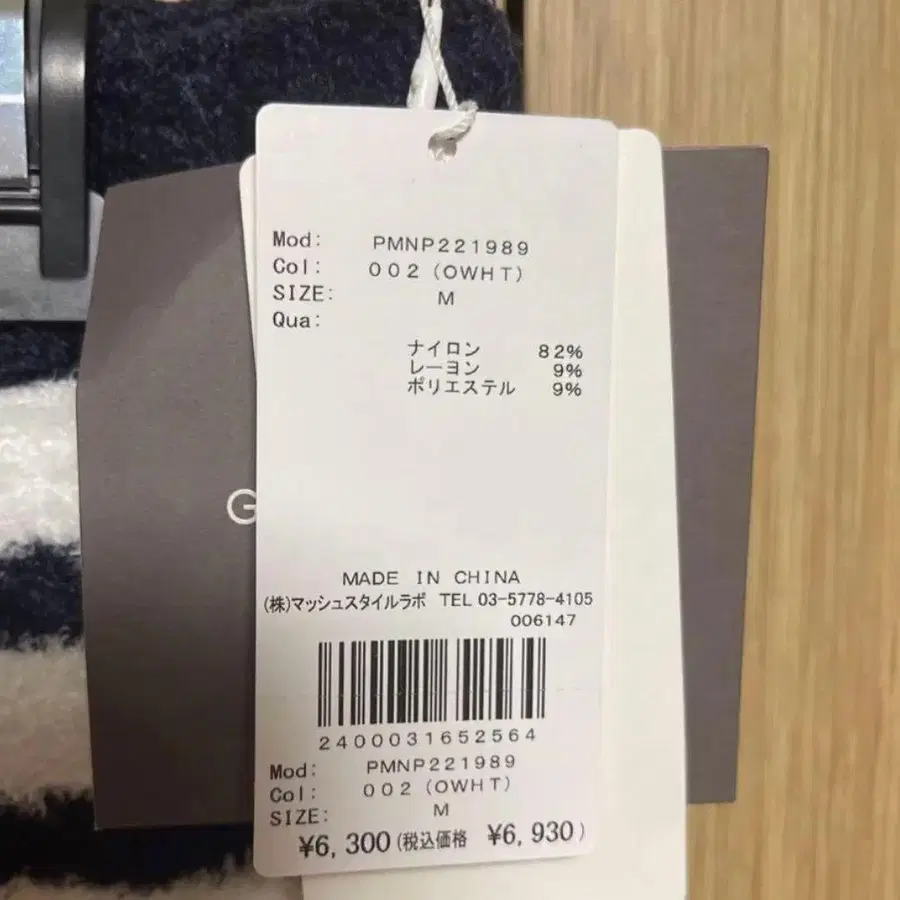 Mod: PMNP221989
Col: 002 (OWHT)
SIZE: M
Qua:
ナイロン 82%
レーヨン 9%
ポリエステル 9%
G
MADE IN CHINA
(株)マッシュスタイルラボ TEL 03-5778-4105
006147
2400031652564
Mod: PMNP221989
Col: 002 (OWHT)
SIZE: M
¥6,300 (税込価格 ¥6,930)